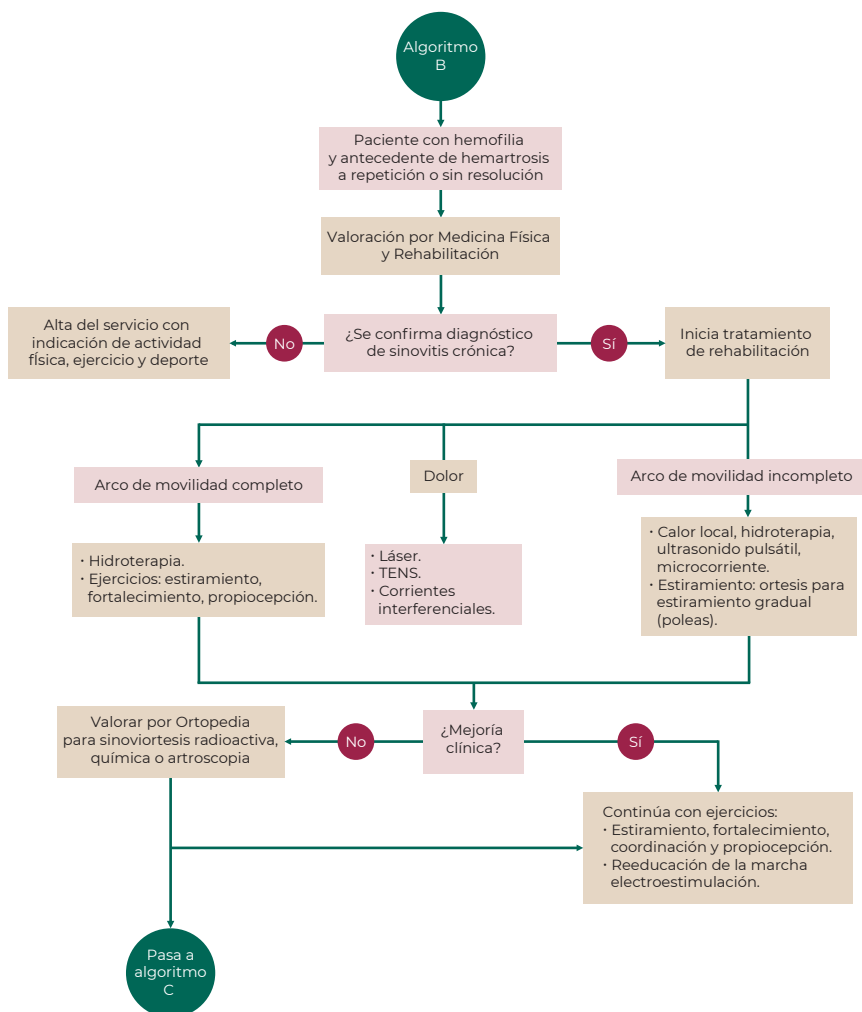 Algoritmo
B
Paciente con hemofilia
y antecedente de hemartrosis
a repetición o sin resolución
Valoración por Medicina Física
y Rehabilitación
Alta del servicio con
indicación de actividad
física, ejercicio y deporte
No
¿Se confirma diagnóstico
de sinovitis crónica?
Sí
Inicia tratamiento
de rehabilitación
Arco de movilidad completo
Dolor
Arco de movilidad incompleto
· Hidroterapia.
· Ejercicios: estiramiento,
fortalecimiento, propiocepción.
· Láser.
· TENS.
· Corrientes
interferenciales.
· Calor local, hidroterapia,
ultrasonido pulsátil,
microcorriente.
· Estiramiento: ortesis para
estiramiento gradual
(poleas).
Valorar por Ortopedia
para sinoviortesis radioactiva,
química o artroscopia
No
¿Mejoría
clínica?
Sí
Continúa con ejercicios:
· Estiramiento, fortalecimiento,
coordinación y propiocepción.
· Reeducación de la marcha
electroestimulación.
Pasa a
algoritmo
C